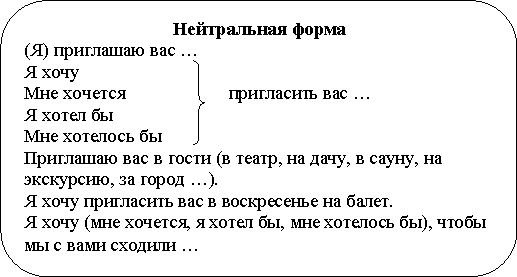 Нейтральная форма
(Я) приглашаю вас …
Я хочу
Мне хочется пригласить вас …
Я хотел бы
Мне хотелось бы
Приглашаю вас в гости (в театр, на дачу, в сауну, на
экскурсию, за город …).
Я хочу пригласить вас в воскресенье на балет.
Я хочу (мне хочется, я хотел бы, мне хотелось бы), чтобы
мы с вами сходили …